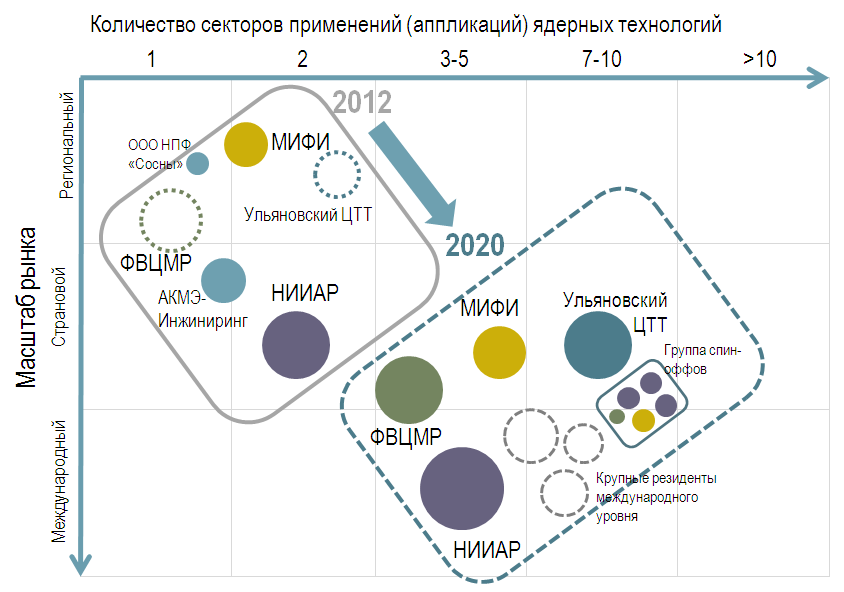 Количество секторов применений (аппликаций) ядерных технологий
1 2 3-5 7-10 >10
Масштаб рынка
Региональный
Страновой
Международный
2012
ООО НПФ
«Сосны»
МИФИ
Ульяновский ЦТТ
ФВЦМР
АКМЭ-
Инжиниринг
НИИАР
2020
МИФИ
Ульяновский
ЦТТ
Группа спин-
оффов
ФВЦМР
Крупные резиденты
международного
уровня
НИИАР